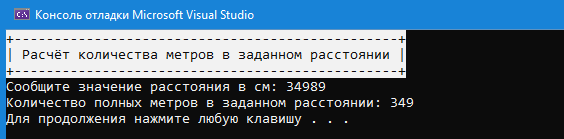 Консоль отладки Microsoft Visual Studio
+--------------------------------------------------+
| Расчёт количества метров в заданном расстоянии |
+--------------------------------------------------+
Сообщите значение расстояния в см: 34989
Количество полных метров в заданном расстоянии: 349
Для продолжения нажмите любую клавишу . . .